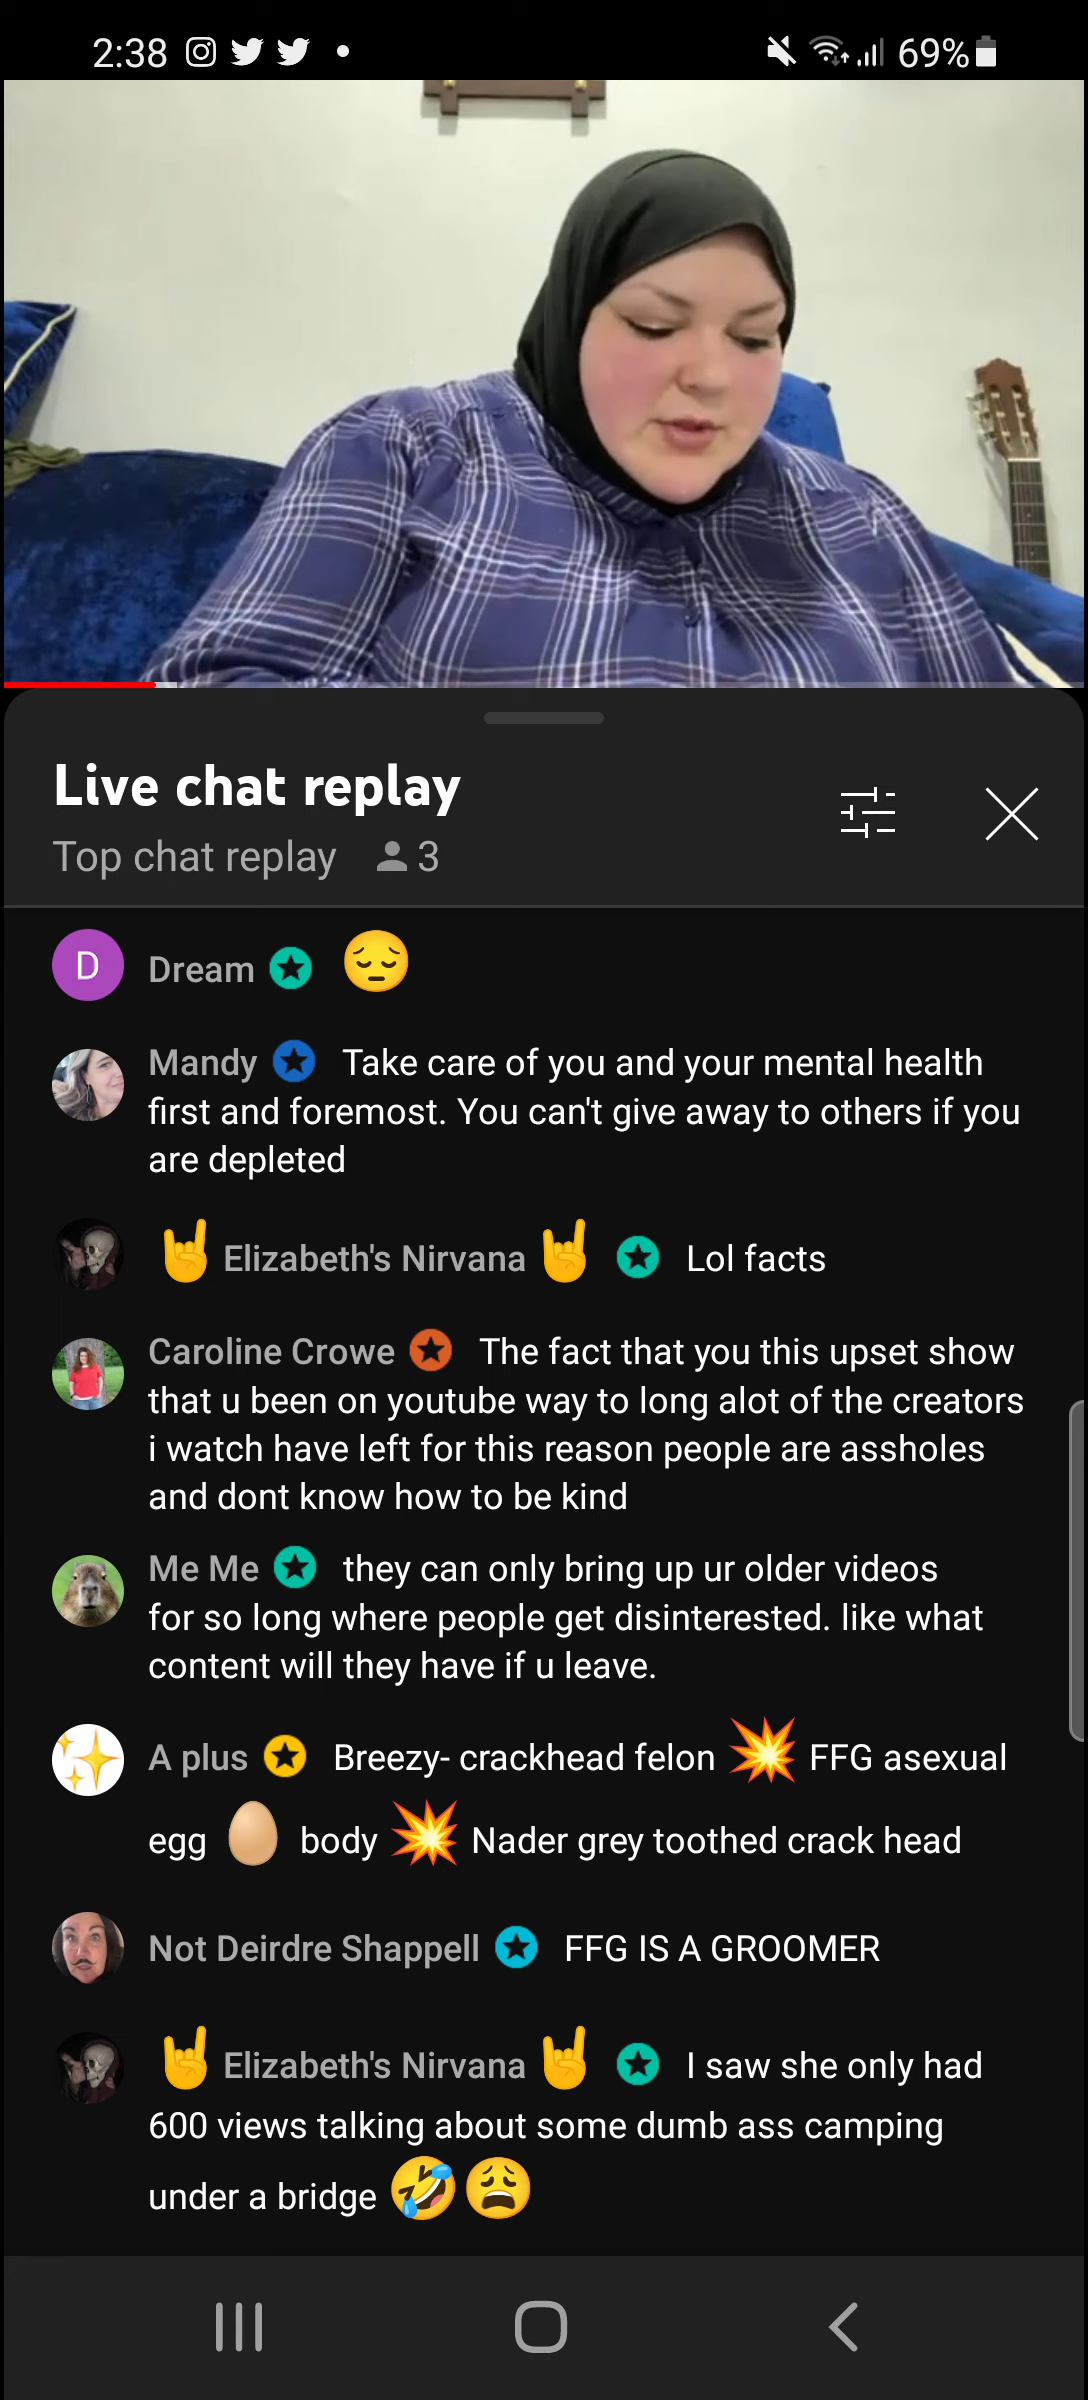 2:38 69%
Live chat replay
Top chat replay 3
D Dream 😔
Mandy Take care of you and your mental health
first and foremost. You can't give away to others if you
are depleted
🤘Elizabeth's Nirvana🤘 Lol facts
Caroline Crowe The fact that you this upset show
that u been on youtube way to long alot of the creators
i watch have left for this reason people are assholes
and dont know how to be kind
Me Me they can only bring up ur older videos
for so long where people get disinterested. like what
content will they have if u leave.
A plus Breezy- crackhead felon 💥 FFG asexual
egg 🥚 body 💥 Nader grey toothed crack head
Not Deirdre Shappell FFG IS A GROOMER
🤘Elizabeth's Nirvana🤘 I saw she only had
600 views talking about some dumb ass camping
under a bridge 🤣😩